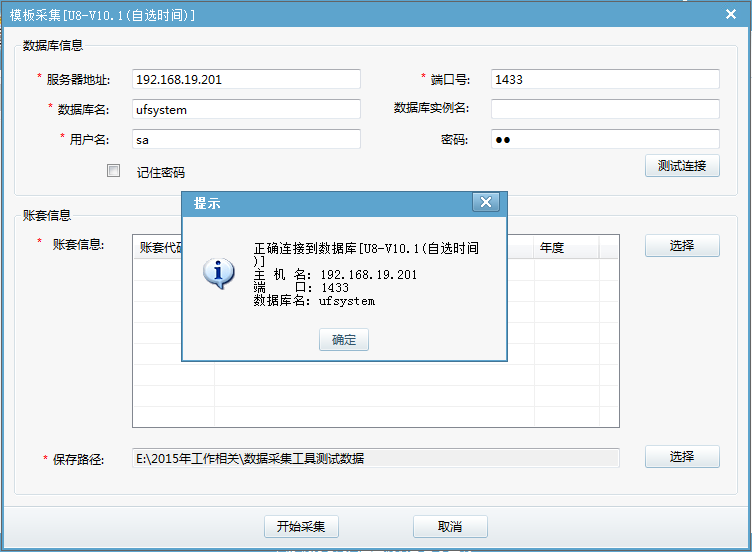 模板采集[U8-V10.1(自选时间)]
数据库信息
* 服务器地址: 192.168.19.201 * 端口号: 1433
* 数据库名: ufsystem 数据库实例名:
* 用户名: sa 密码: ●●
记住密码 测试连接
账套信息
* 账套信息: 账套代码 年度 选择
提示
正确连接到数据库[U8-V10.1(自选时间
)]
主 机 名: 192.168.19.201
端 口: 1433
数据库名: ufsystem
确定
* 保存路径: E:\2015年工作相关\数据采集工具测试数据 选择
开始采集 取消